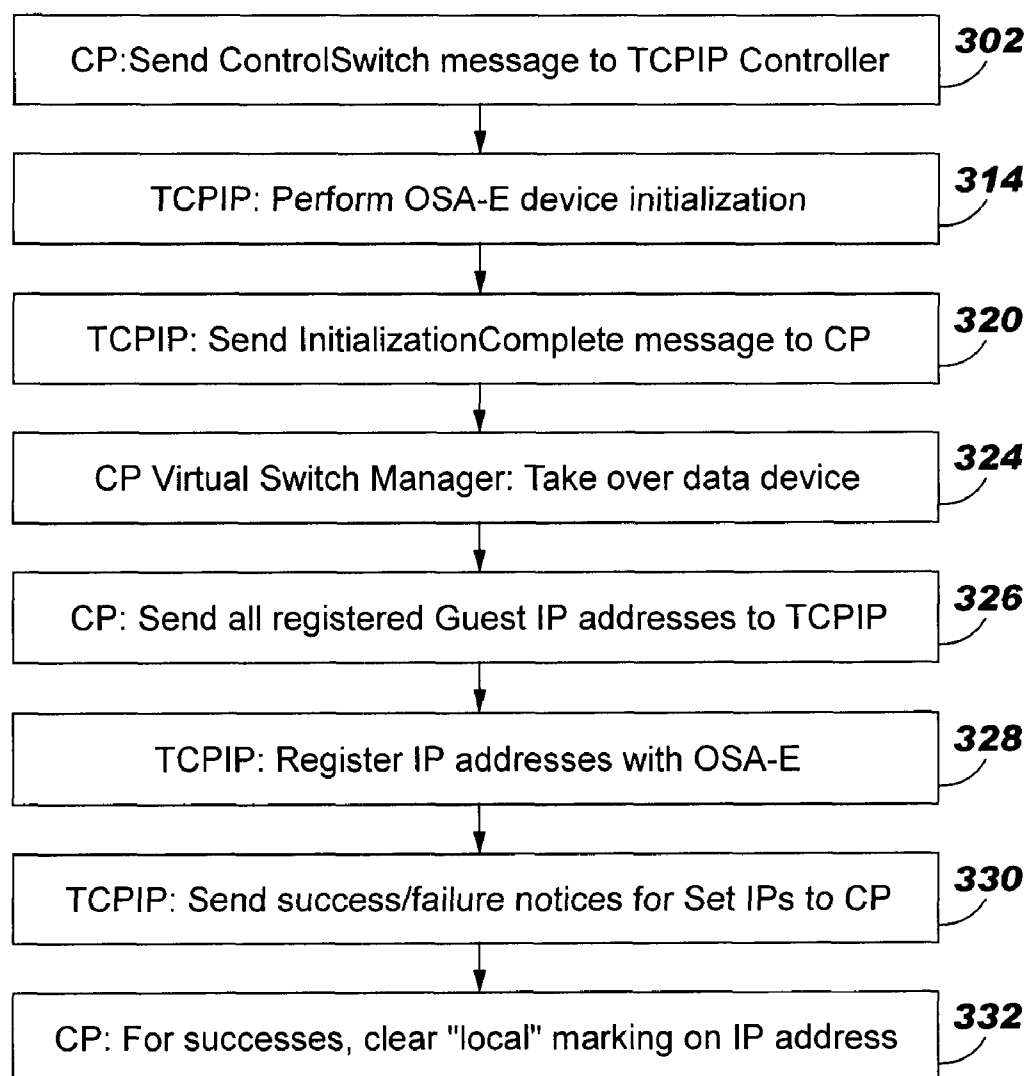 CP:Send ControlSwitch message to TCPIP Controller
302
TCPIP: Perform OSA-E device initialization
314
TCPIP: Send InitializationComplete message to CP
320
CP Virtual Switch Manager: Take over data device
324
CP: Send all registered Guest IP addresses to TCPIP
326
TCPIP: Register IP addresses with OSA-E
328
TCPIP: Send success/failure notices for Set IPs to CP
330
CP: For successes, clear "local" marking on IP address
332